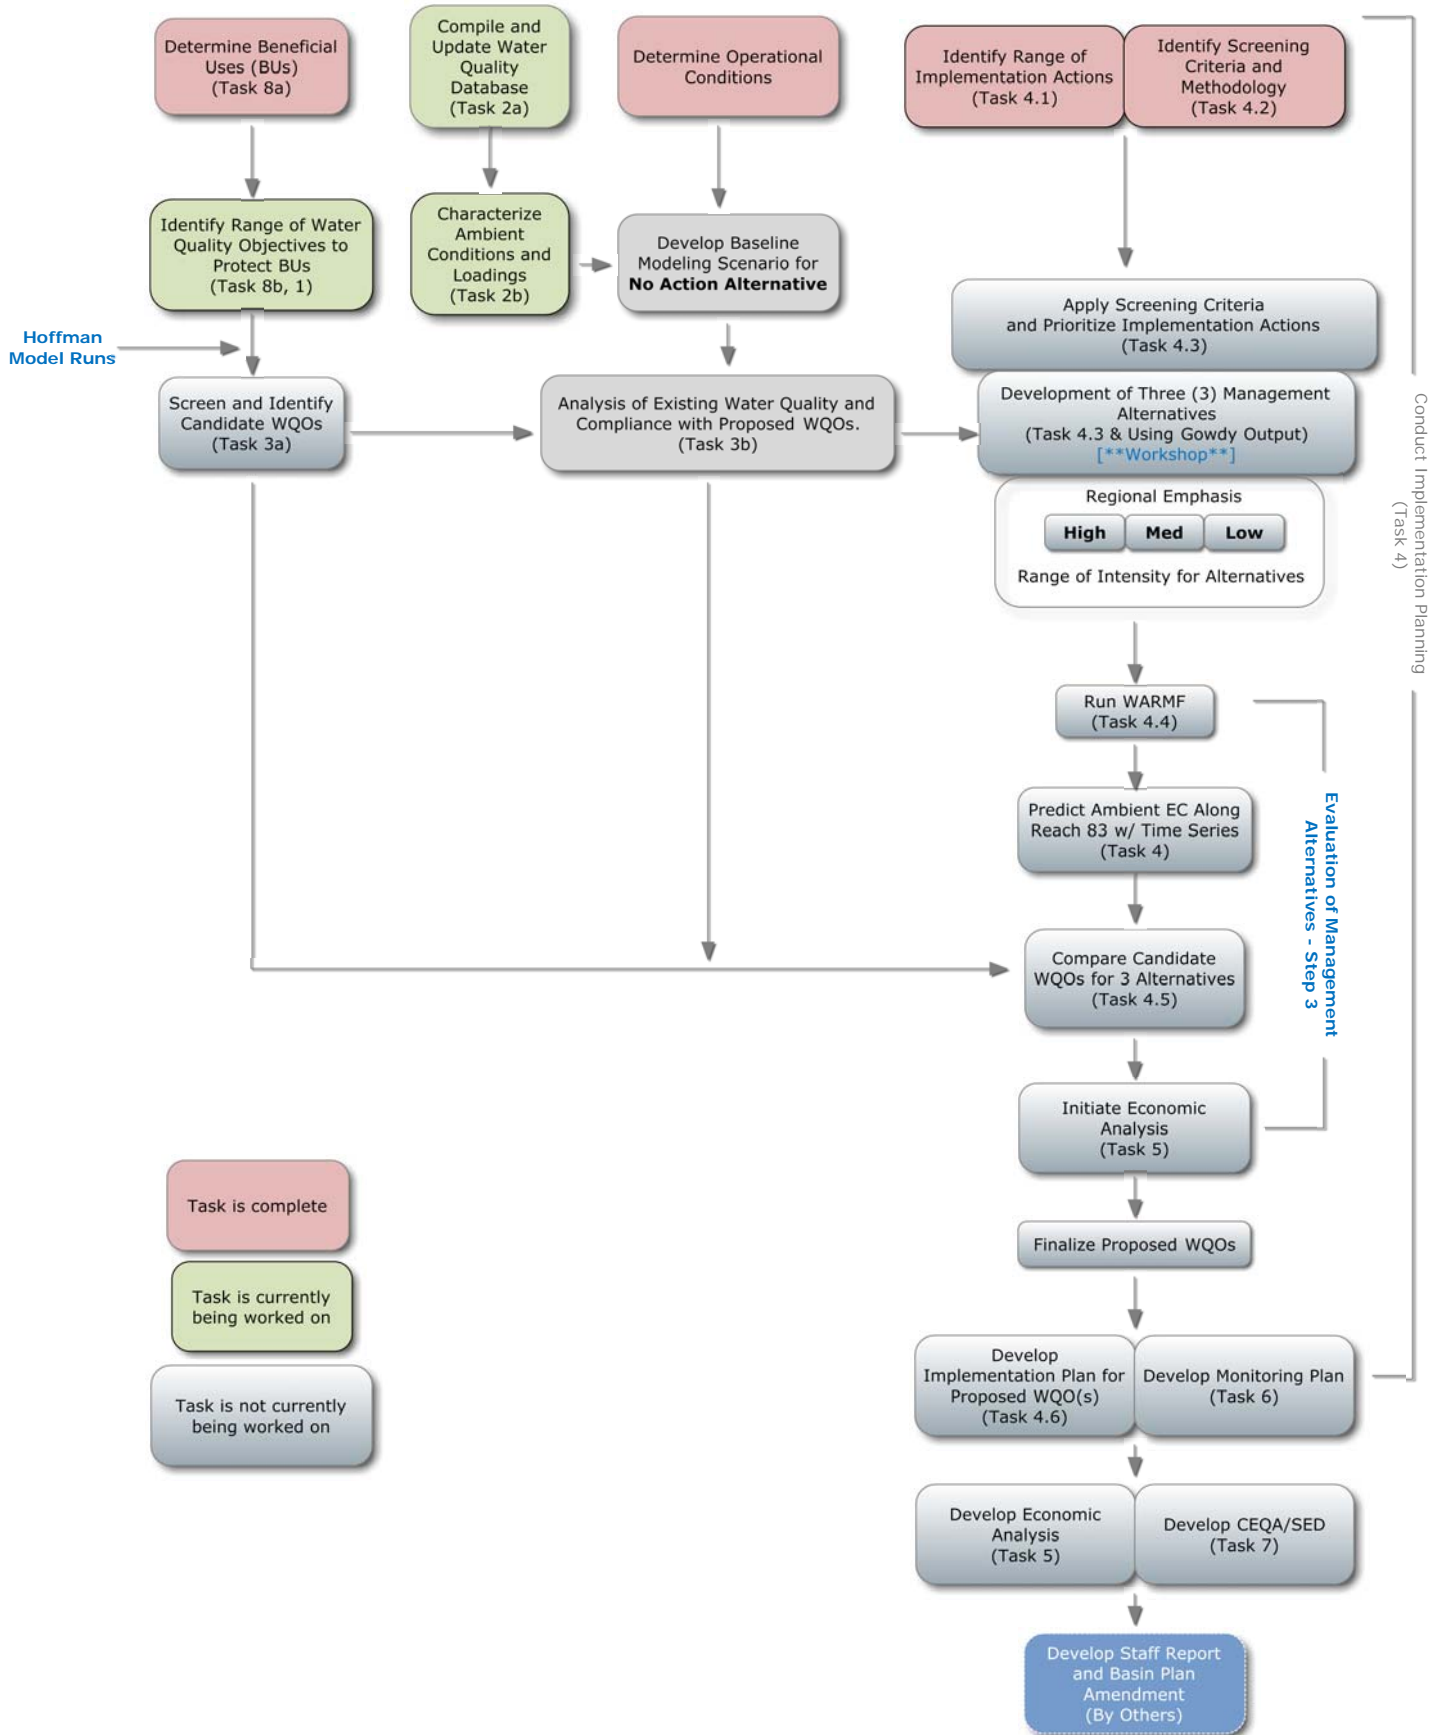 Determine Beneficial
Uses (BUs)
(Task 8a)
Compile and
Update Water
Quality
Database
(Task 2a)
Determine Operational
Conditions
Identify Range of
Implementation Actions
(Task 4.1)
Identify Screening
Criteria and
Methodology
(Task 4.2)
Identify Range of Water
Quality Objectives to
Protect BUs
(Task 8b, 1)
Characterize
Ambient
Conditions and
Loadings
(Task 2b)
Develop Baseline
Modeling Scenario for
No Action Alternative
Apply Screening Criteria
and Prioritize Implementation Actions
(Task 4.3)
Hoffman
Model Runs
Screen and Identify
Candidate WQOs
(Task 3a)
Analysis of Existing Water Quality and
Compliance with Proposed WQOs.
(Task 3b)
Development of Three (3) Management
Alternatives
(Task 4.3 & Using Gowdy Output)
[**Workshop**]
Regional Emphasis
High Med Low
Range of Intensity for Alternatives
Conduct Implementation Planning
(Task 4)
Run WARMF
(Task 4.4)
Predict Ambient EC Along
Reach 83 w/ Time Series
(Task 4)
Compare Candidate
WQOs for 3 Alternatives
(Task 4.5)
Initiate Economic
Analysis
(Task 5)
Evaluation of Management
Alternatives - Step 3
Finalize Proposed WQOs
Develop
Implementation Plan for
Proposed WQO(s)
(Task 4.6)
Develop Monitoring Plan
(Task 6)
Develop Economic
Analysis
(Task 5)
Develop CEQA/SED
(Task 7)
Develop Staff Report
and Basin Plan
Amendment
(By Others)
Task is complete
Task is currently
being worked on
Task is not currently
being worked on